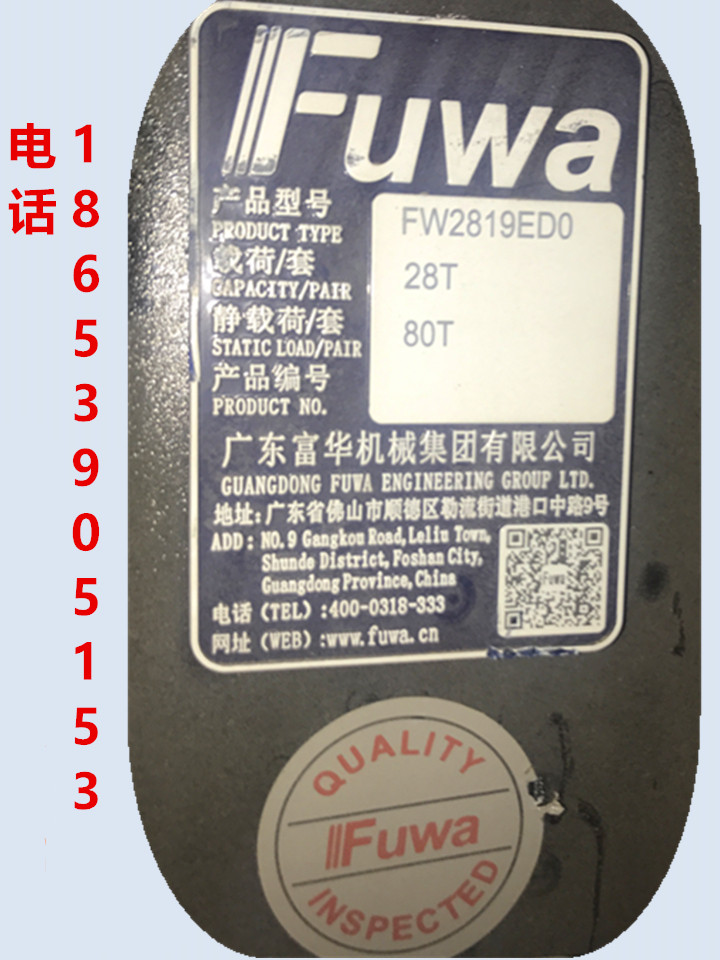 电话
18653905153
Fuwa
产品型号
PRODUCT TYPE
FW2819ED0
载荷/套
CAPACITY/PAIR
28T
静载荷/套
STATIC LOAD/PAIR
80T
产品编号
PRODUCT NO.
广东富华机械集团有限公司
GUANGDONG FUWA ENGINEERING GROUP LTD.
地址:广东省佛山市顺德区勒流街道港口中路9号
ADD: NO.9 Gangkou Road,Leliu Town,
Shunde District, Foshan City,
Guangdong Province, China
电话(TEL):400-0318-333
网址(WEB):www.fuwa.cn
QUALITY
Fuwa
INSPECTED